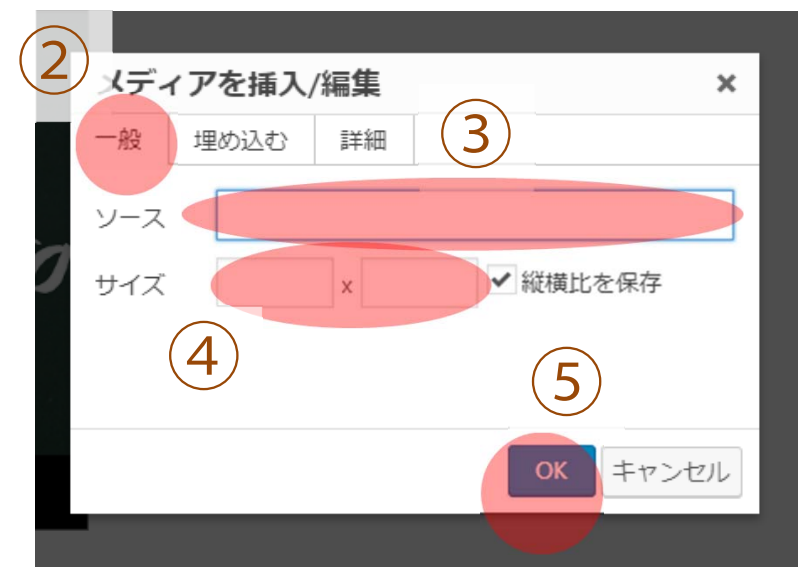 ②
メディアを挿入/編集 ×
一般 埋め込む 詳細
③
ソース
サイズ x ✔ 縦横比を保存
④
⑤
OK キャンセル